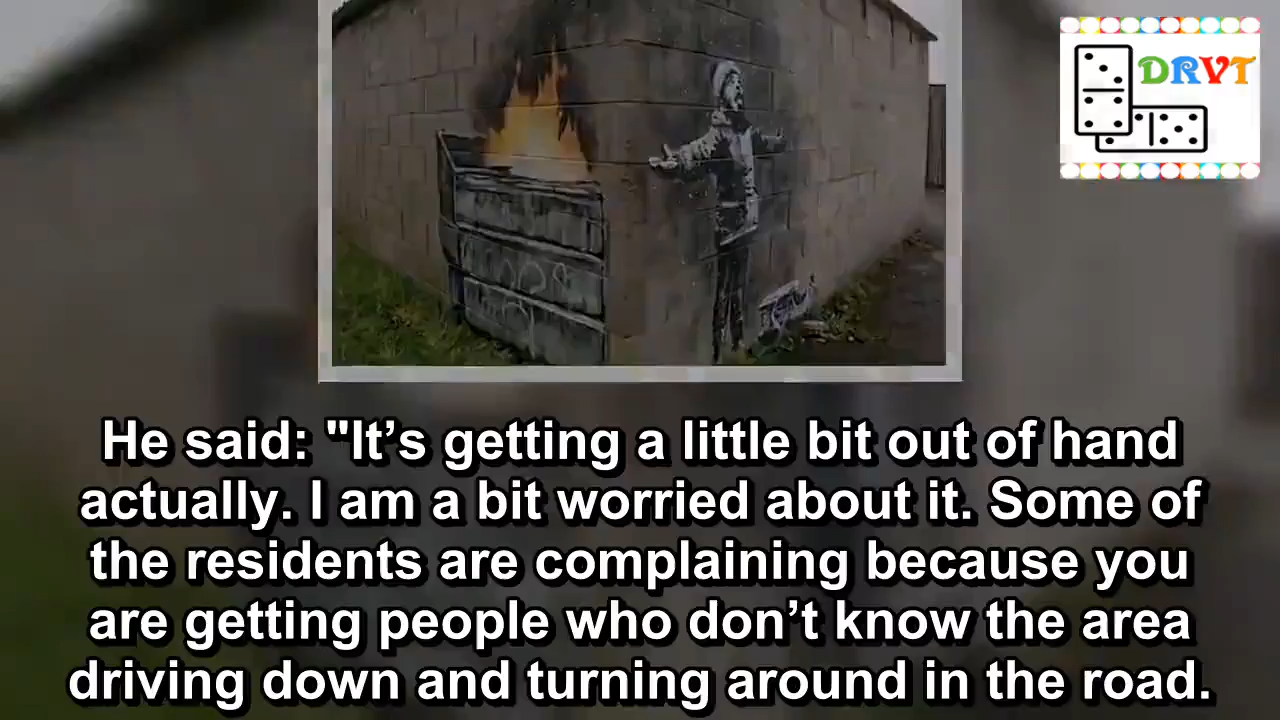 DRVT
He said: "It’s getting a little bit out of hand
actually. I am a bit worried about it. Some of
the residents are complaining because you
are getting people who don’t know the area
driving down and turning around in the road.